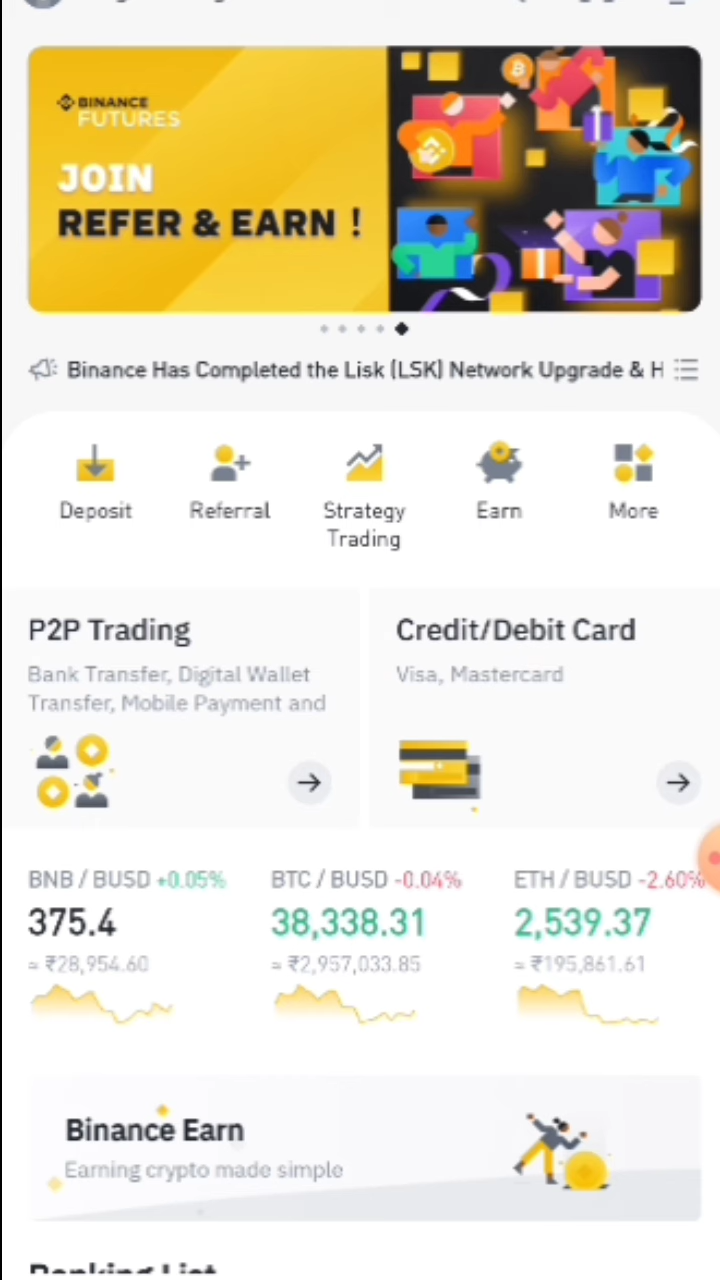 BINANCE
FUTURES
JOIN
REFER & EARN !
Binance Has Completed the Lisk (LSK) Network Upgrade & H
Deposit
Referral
Strategy
Trading
Earn
More
P2P Trading
Bank Transfer, Digital Wallet
Transfer, Mobile Payment and
Credit/Debit Card
Visa, Mastercard
BNB / BUSD +0.05%
375.4
≈ ₹28,954.60
BTC / BUSD -0.04%
38,338.31
≈ ₹2,957,033.85
ETH / BUSD -2.60%
2,539.37
≈ ₹195,861.61
Binance Earn
Earning crypto made simple
Ranking List